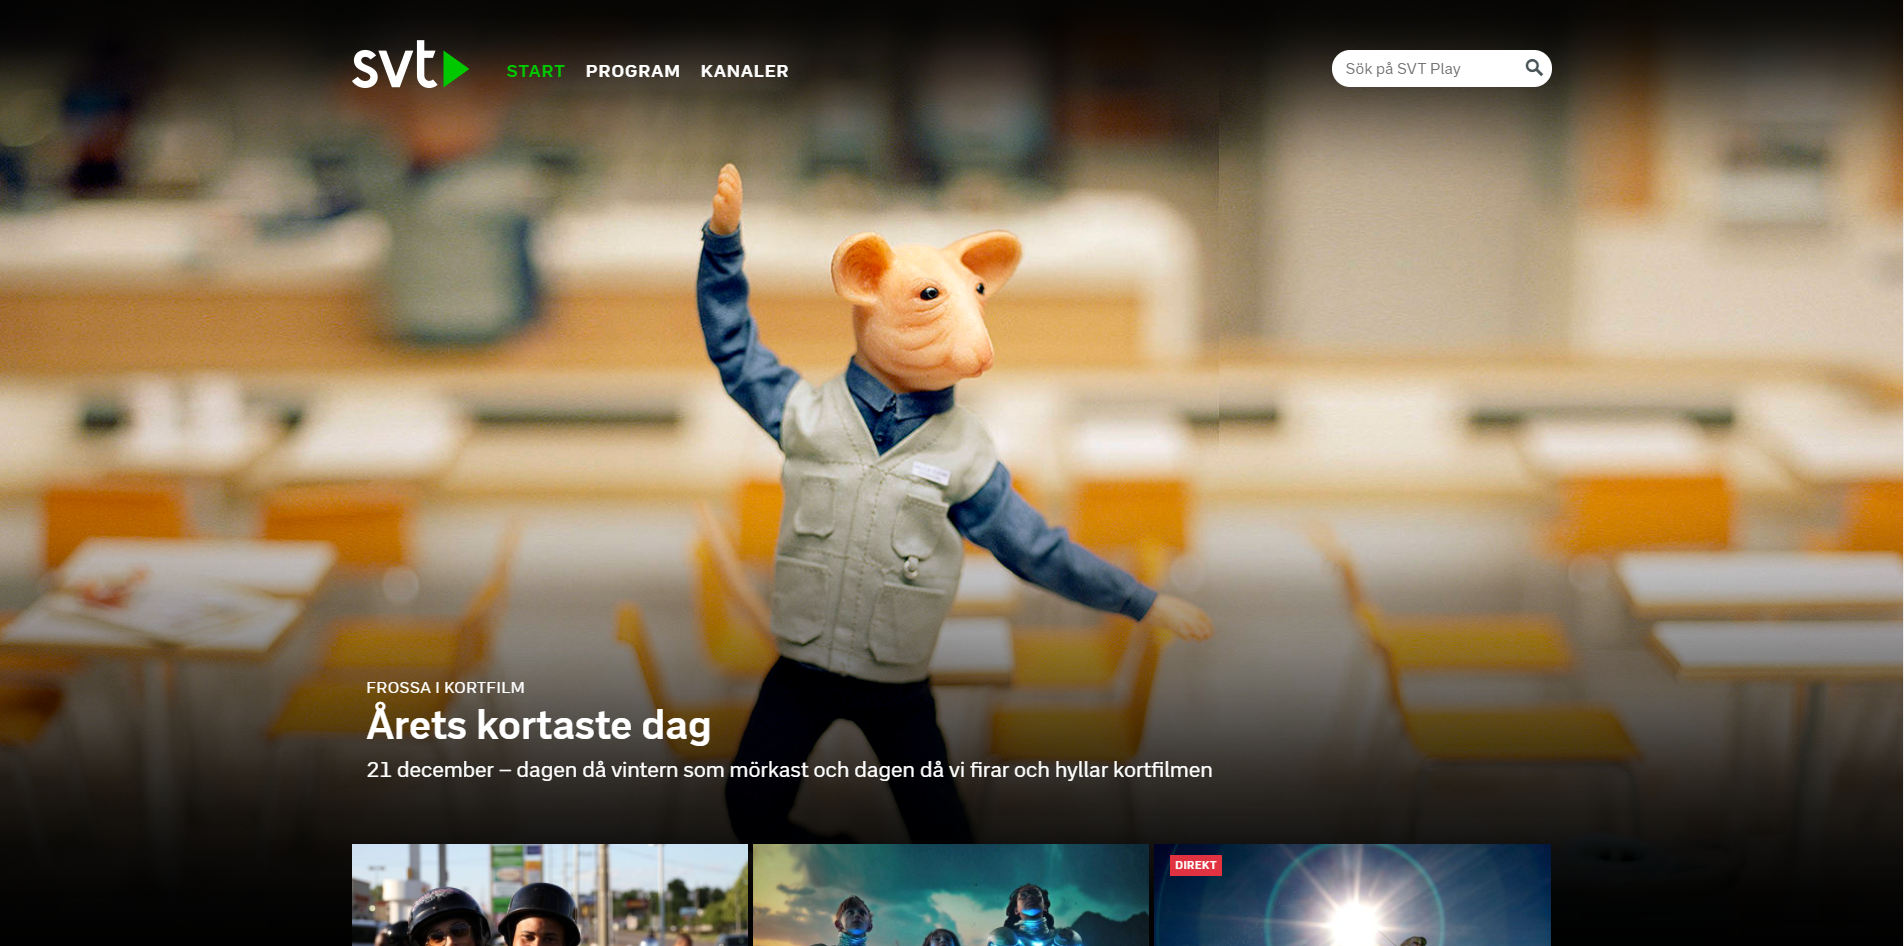 svt
START PROGRAM KANALER
Sök på SVT Play
FROSSA I KORTFILM
Årets kortaste dag
21 december – dagen då vintern som mörkast och dagen då vi firar och hyllar kortfilmen
DIREKT